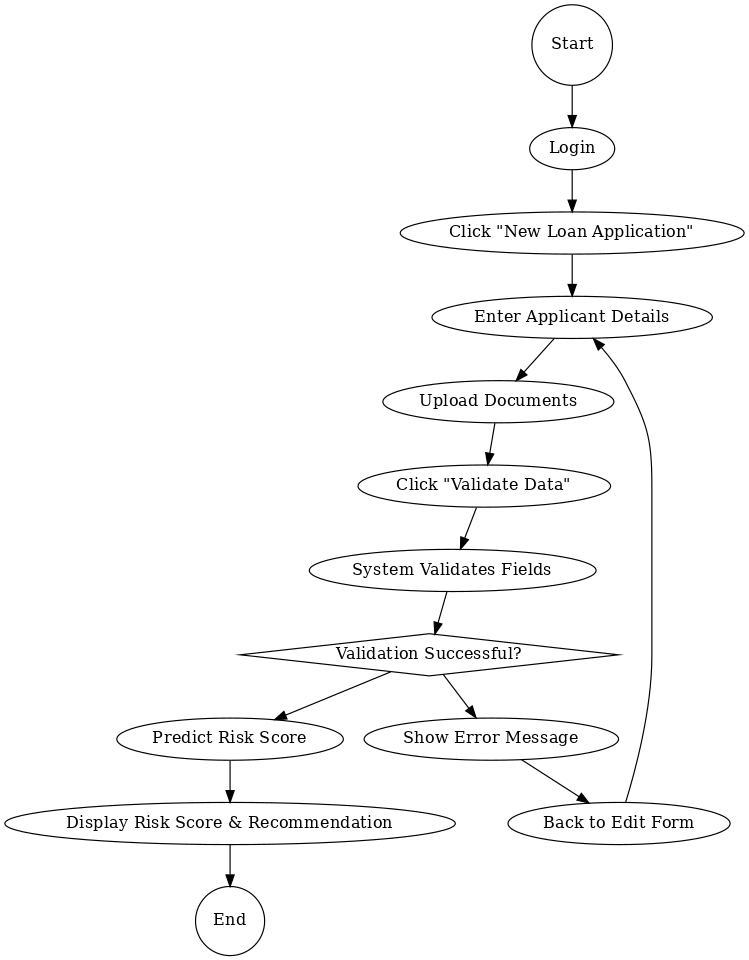 Start
Login
Click "New Loan Application"
Enter Applicant Details
Upload Documents
Click "Validate Data"
System Validates Fields
Validation Successful?
Predict Risk Score
Show Error Message
Display Risk Score & Recommendation
Back to Edit Form
End